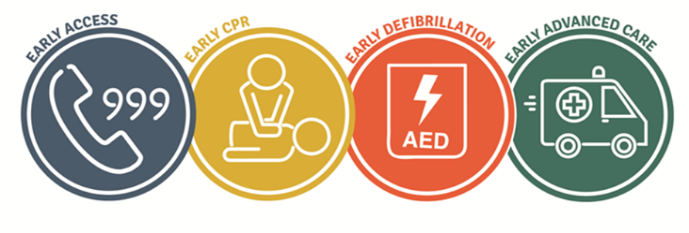 EARLY ACCESS
EARLY CPR
EARLY DEFIBRILLATION
EARLY ADVANCED CARE
999
AED